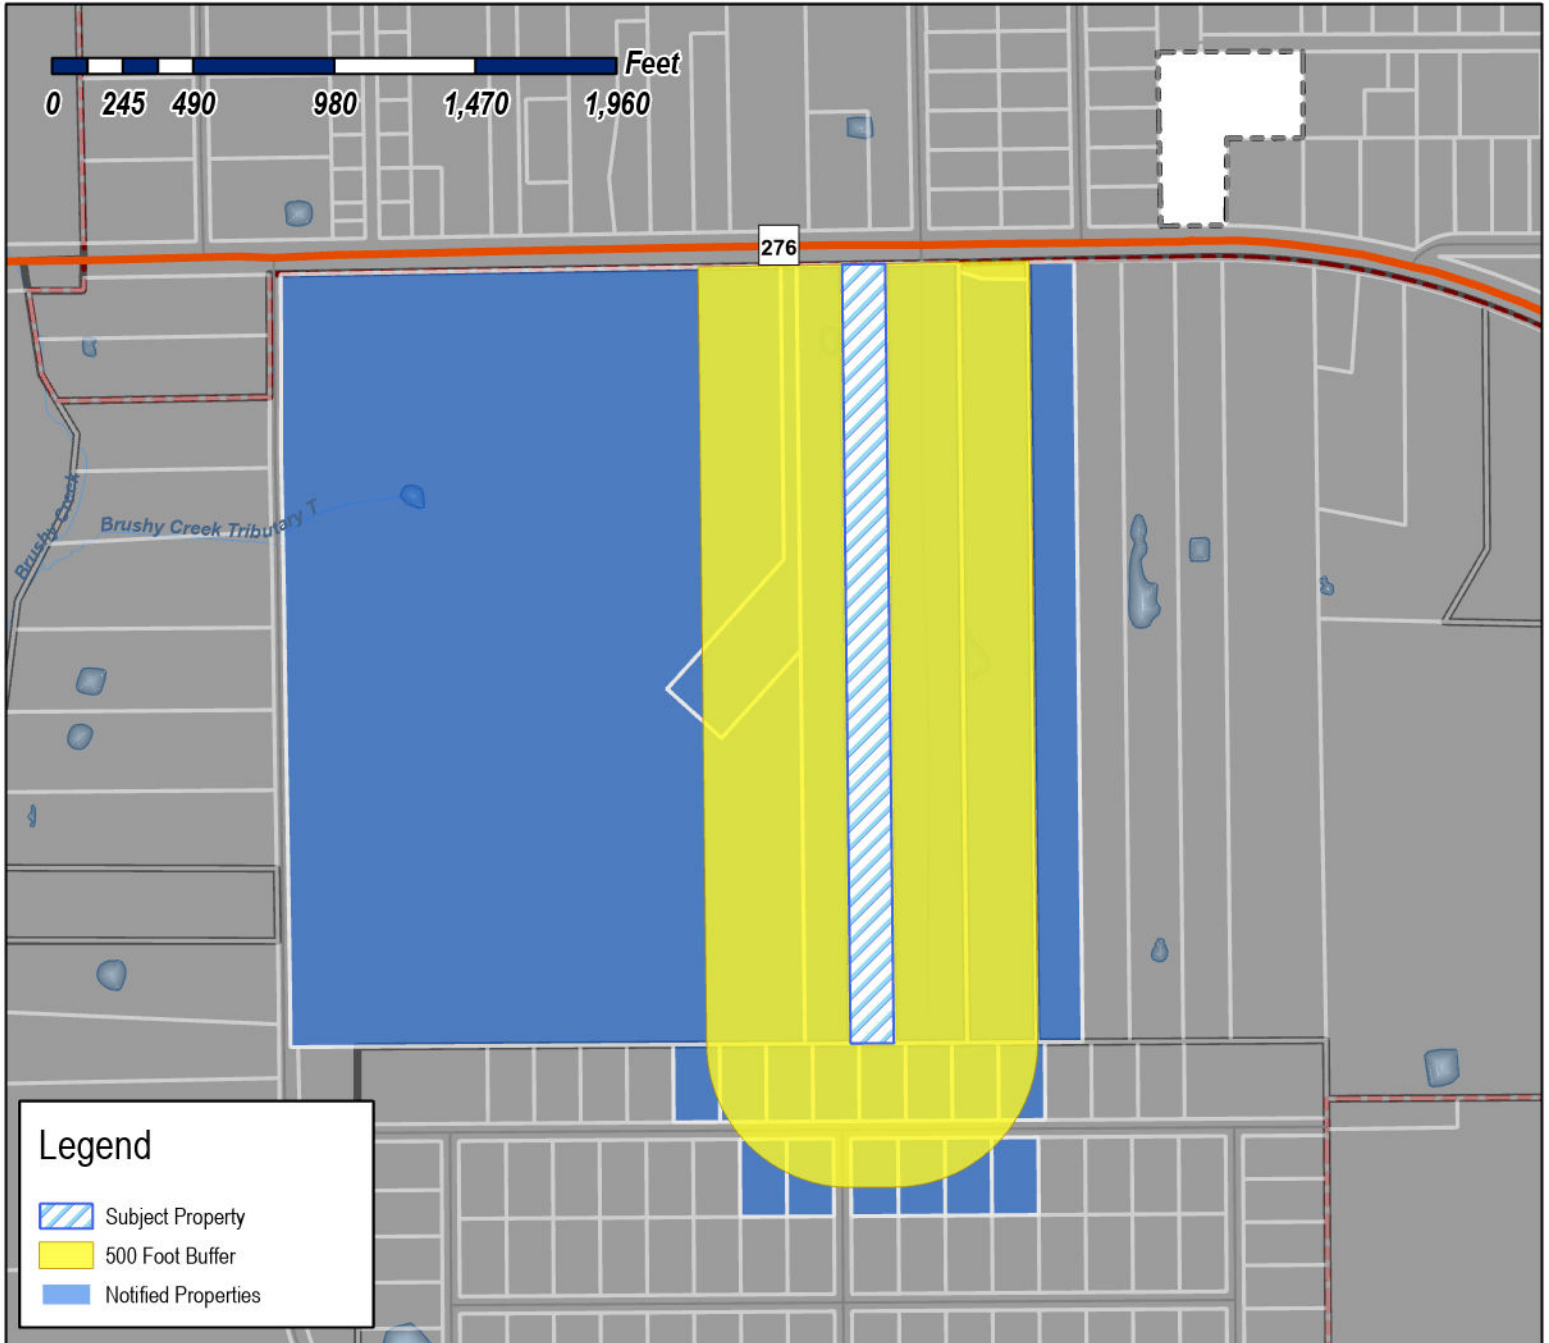 Feet
0 245 490 980 1,470 1,960
276
Brushy Creek
Brushy Creek Tributary T
Legend
Subject Property
500 Foot Buffer
Notified Properties